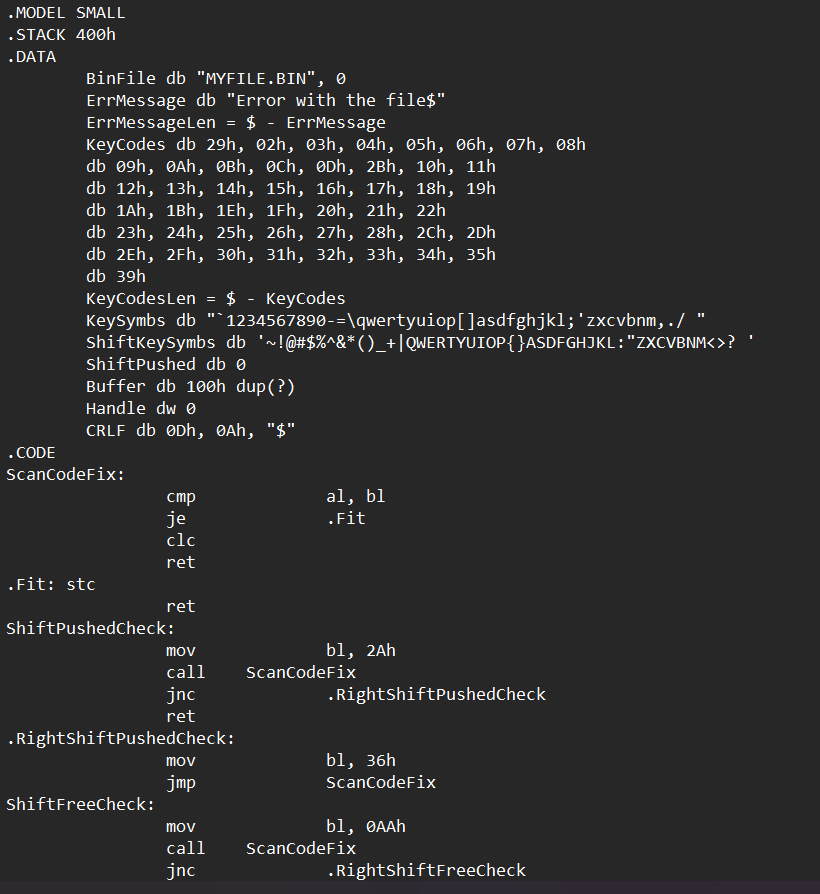 .MODEL SMALL
.STACK 400h
.DATA
BinFile db "MYFILE.BIN", 0
ErrMessage db "Error with the file$"
ErrMessageLen = $ - ErrMessage
KeyCodes db 29h, 02h, 03h, 04h, 05h, 06h, 07h, 08h
db 09h, 0Ah, 0Bh, 0Ch, 0Dh, 2Bh, 10h, 11h
db 12h, 13h, 14h, 15h, 16h, 17h, 18h, 19h
db 1Ah, 1Bh, 1Eh, 1Fh, 20h, 21h, 22h
db 23h, 24h, 25h, 26h, 27h, 28h, 2Ch, 2Dh
db 2Eh, 2Fh, 30h, 31h, 32h, 33h, 34h, 35h
db 39h
KeyCodesLen = $ - KeyCodes
KeySymbs db "`1234567890-=\qwertyuiop[]asdfghjkl;'zxcvbnm,./ "
ShiftKeySymbs db '~!@#$%^&*()_+|QWERTYUIOP{}ASDFGHJKL:"ZXCVBNM<>? '
ShiftPushed db 0
Buffer db 100h dup(?)
Handle dw 0
CRLF db 0Dh, 0Ah, "$"
.CODE
ScanCodeFix:
cmp al, bl
je .Fit
clc
ret
.Fit: stc
ret
ShiftPushedCheck:
mov bl, 2Ah
call ScanCodeFix
jnc .RightShiftPushedCheck
ret
.RightShiftPushedCheck:
mov bl, 36h
jmp ScanCodeFix
ShiftFreeCheck:
mov bl, 0AAh
call ScanCodeFix
jnc .RightShiftFreeCheck